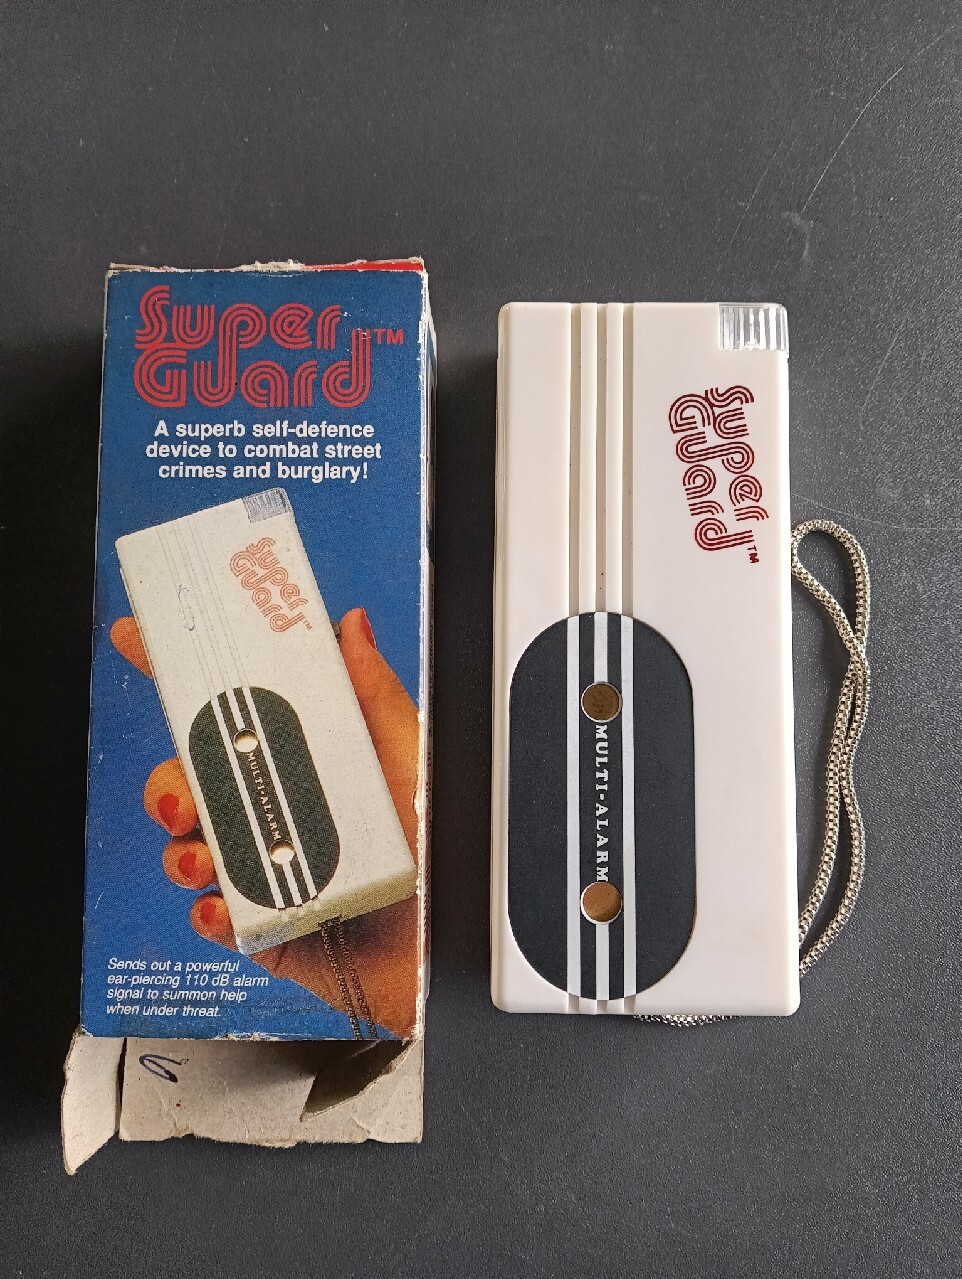 Super
Guard™
A superb self-defence
device to combat street
crimes and burglary!
Super
Guard™
MULTI-ALARM
Sends out a powerful
ear-piercing 110 dB alarm
signal to summon help
when under threat.
Super
Guard™
MULTI-ALARM